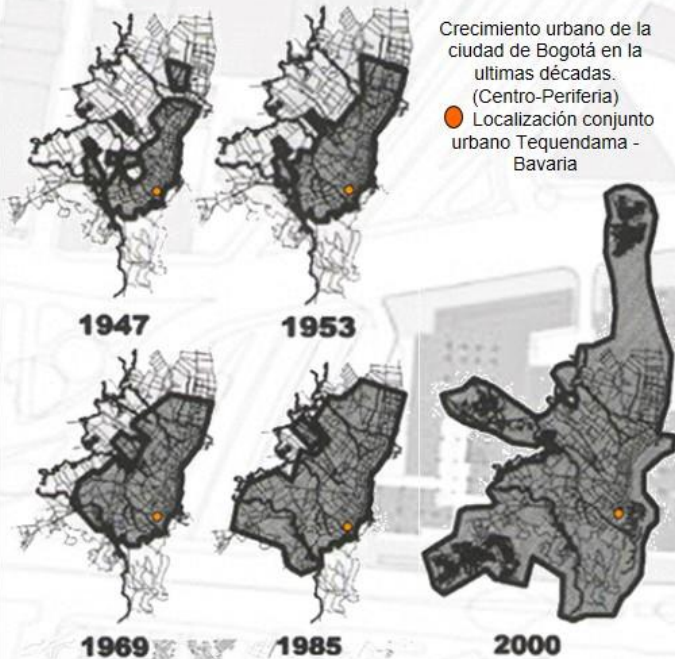 Crecimiento urbano de la
ciudad de Bogotá en la
ultimas décadas.
(Centro-Periferia)
Localización conjunto
urbano Tequendama -
Bavaria
1947
1953
1969
1985
2000